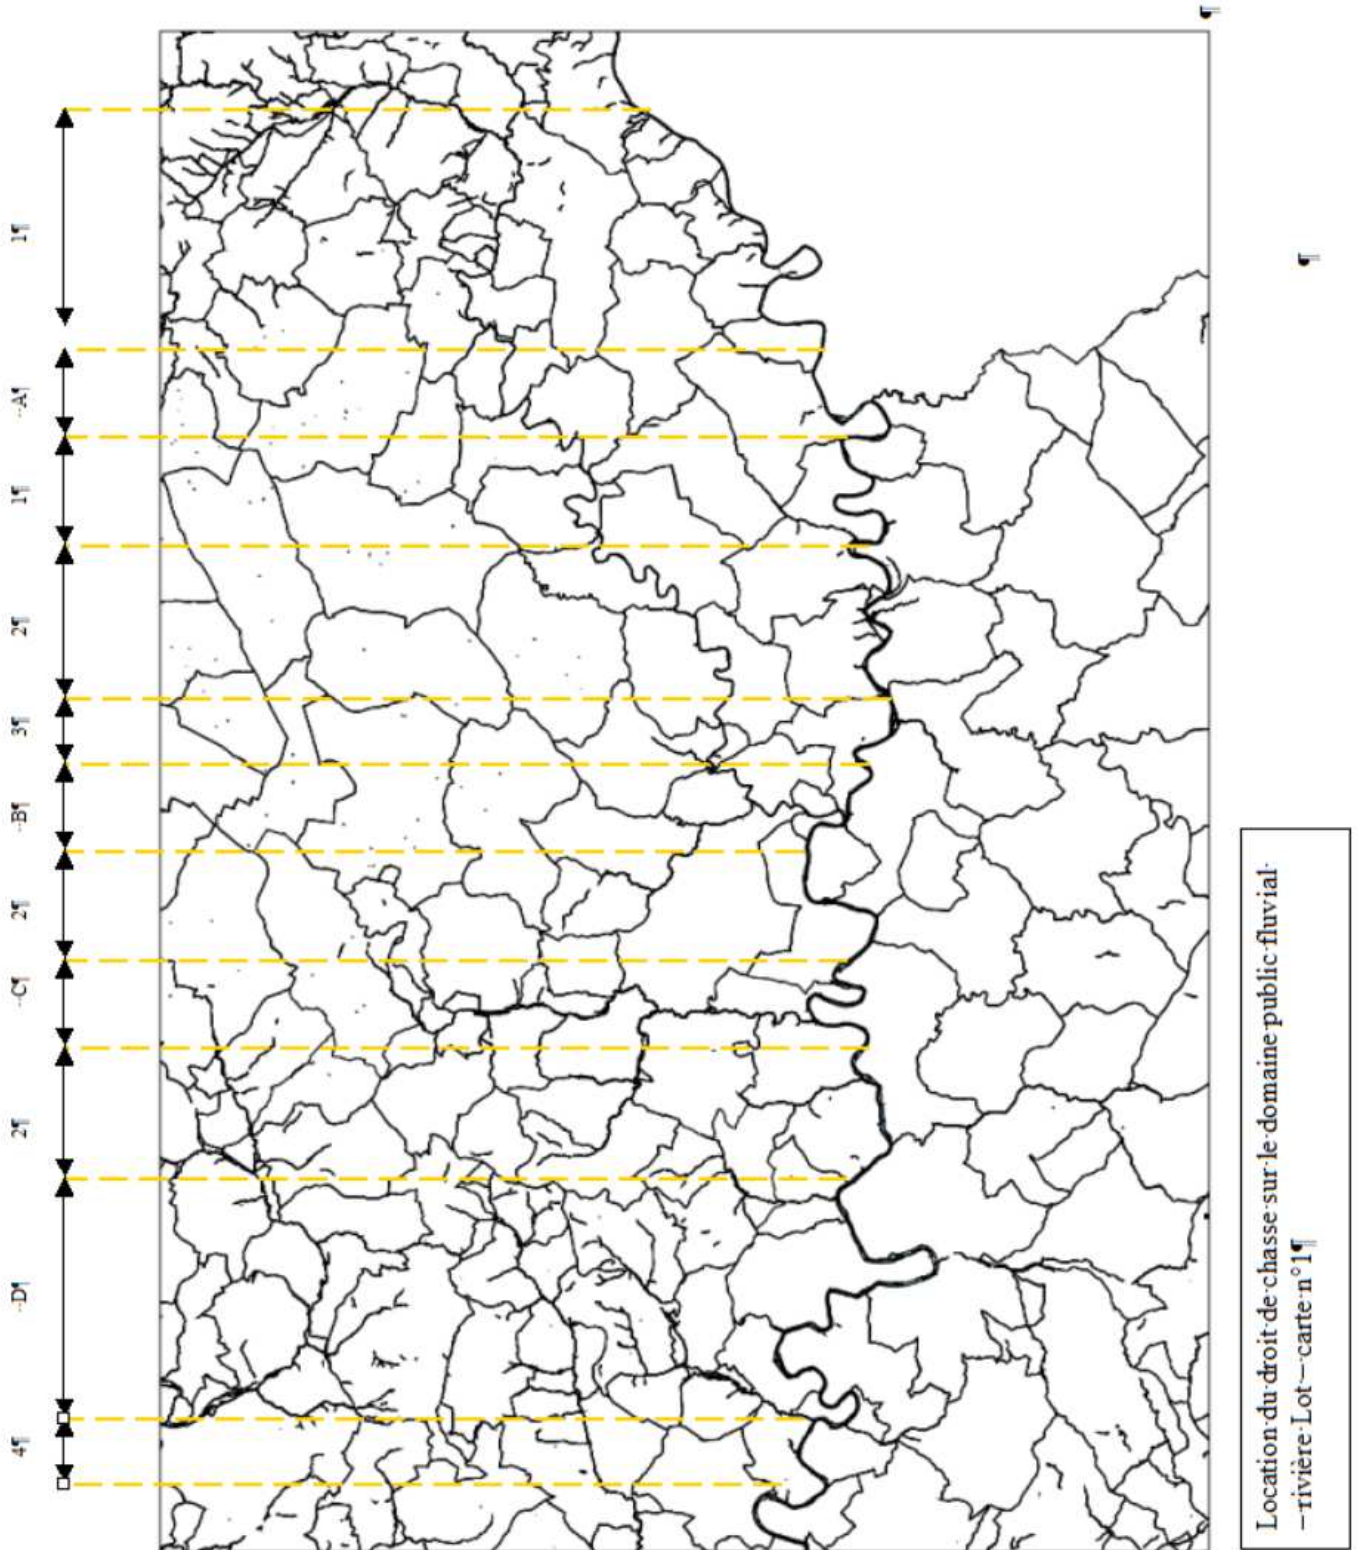 4¶
··D¶
2¶
··C¶
2¶
··B¶
3¶
2¶
1¶
··A¶
1¶
¶
¶
Location·du·droit·de·chasse·sur·le·domaine·public·fluvial·
–rivière·Lot–·carte·n°1¶